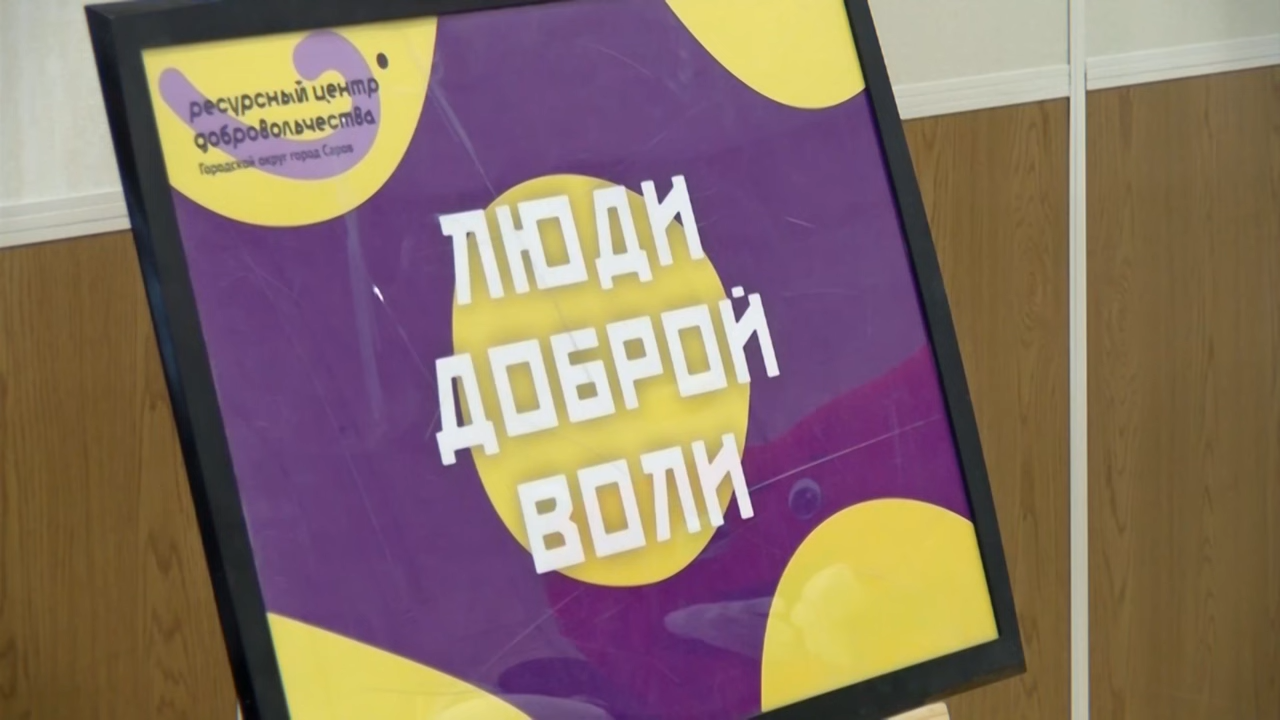 ресурсный центр
добровольчества
Городской округ город Саров
ЛЮДИ
ДОБРОЙ
ВОЛИ